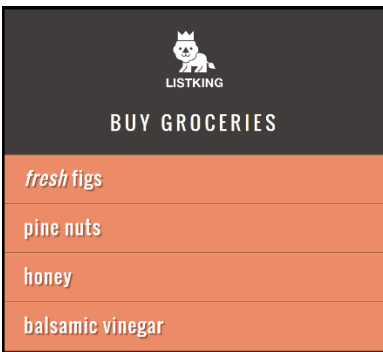 LISTKING
BUY GROCERIES
fresh figs
pine nuts
honey
balsamic vinegar